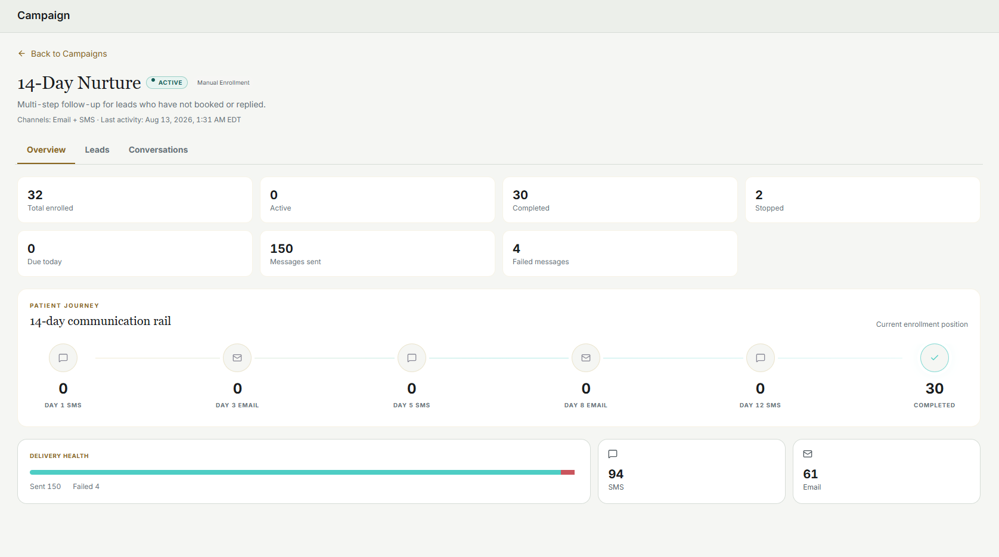 Campaign
Back to Campaigns
14-Day Nurture ACTIVE Manual Enrollment
Multi-step follow-up for leads who have not booked or replied.
Channels: Email + SMS · Last activity: Aug 13, 2026, 1:31 AM EDT
Overview Leads Conversations
32
Total enrolled
0
Active
30
Completed
2
Stopped
0
Due today
150
Messages sent
4
Failed messages
PATIENT JOURNEY
14-day communication rail
Current enrollment position
0
DAY 1 SMS
0
DAY 3 EMAIL
0
DAY 5 SMS
0
DAY 8 EMAIL
0
DAY 12 SMS
30
COMPLETED
DELIVERY HEALTH
Sent 150 Failed 4
94
SMS
61
Email